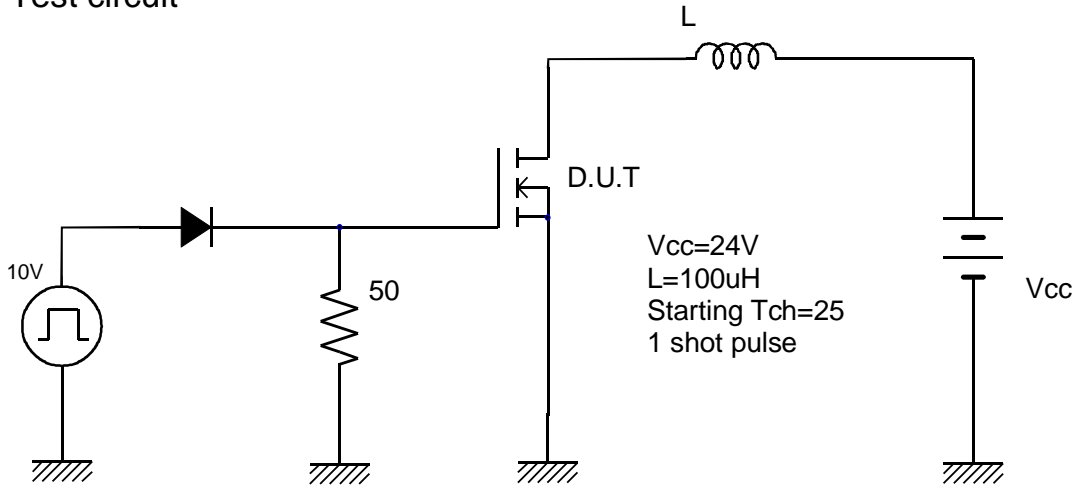 Test circuit
L
D.U.T
10V
50
Vcc=24V
L=100uH
Starting Tch=25
1 shot pulse
Vcc